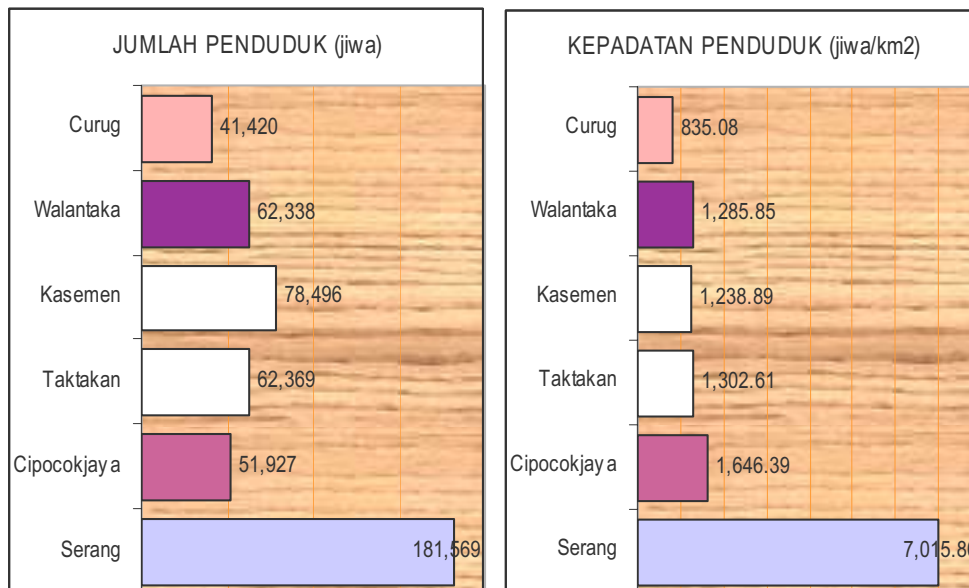 JUMLAH PENDUDUK (jiwa)
Curug
41,420
Walantaka
62,338
Kasemen
78,496
Taktakan
62,369
Cipocokjaya
51,927
Serang
181,569
KEPADATAN PENDUDUK (jiwa/km2)
Curug
835.08
Walantaka
1,285.85
Kasemen
1,238.89
Taktakan
1,302.61
Cipocokjaya
1,646.39
Serang